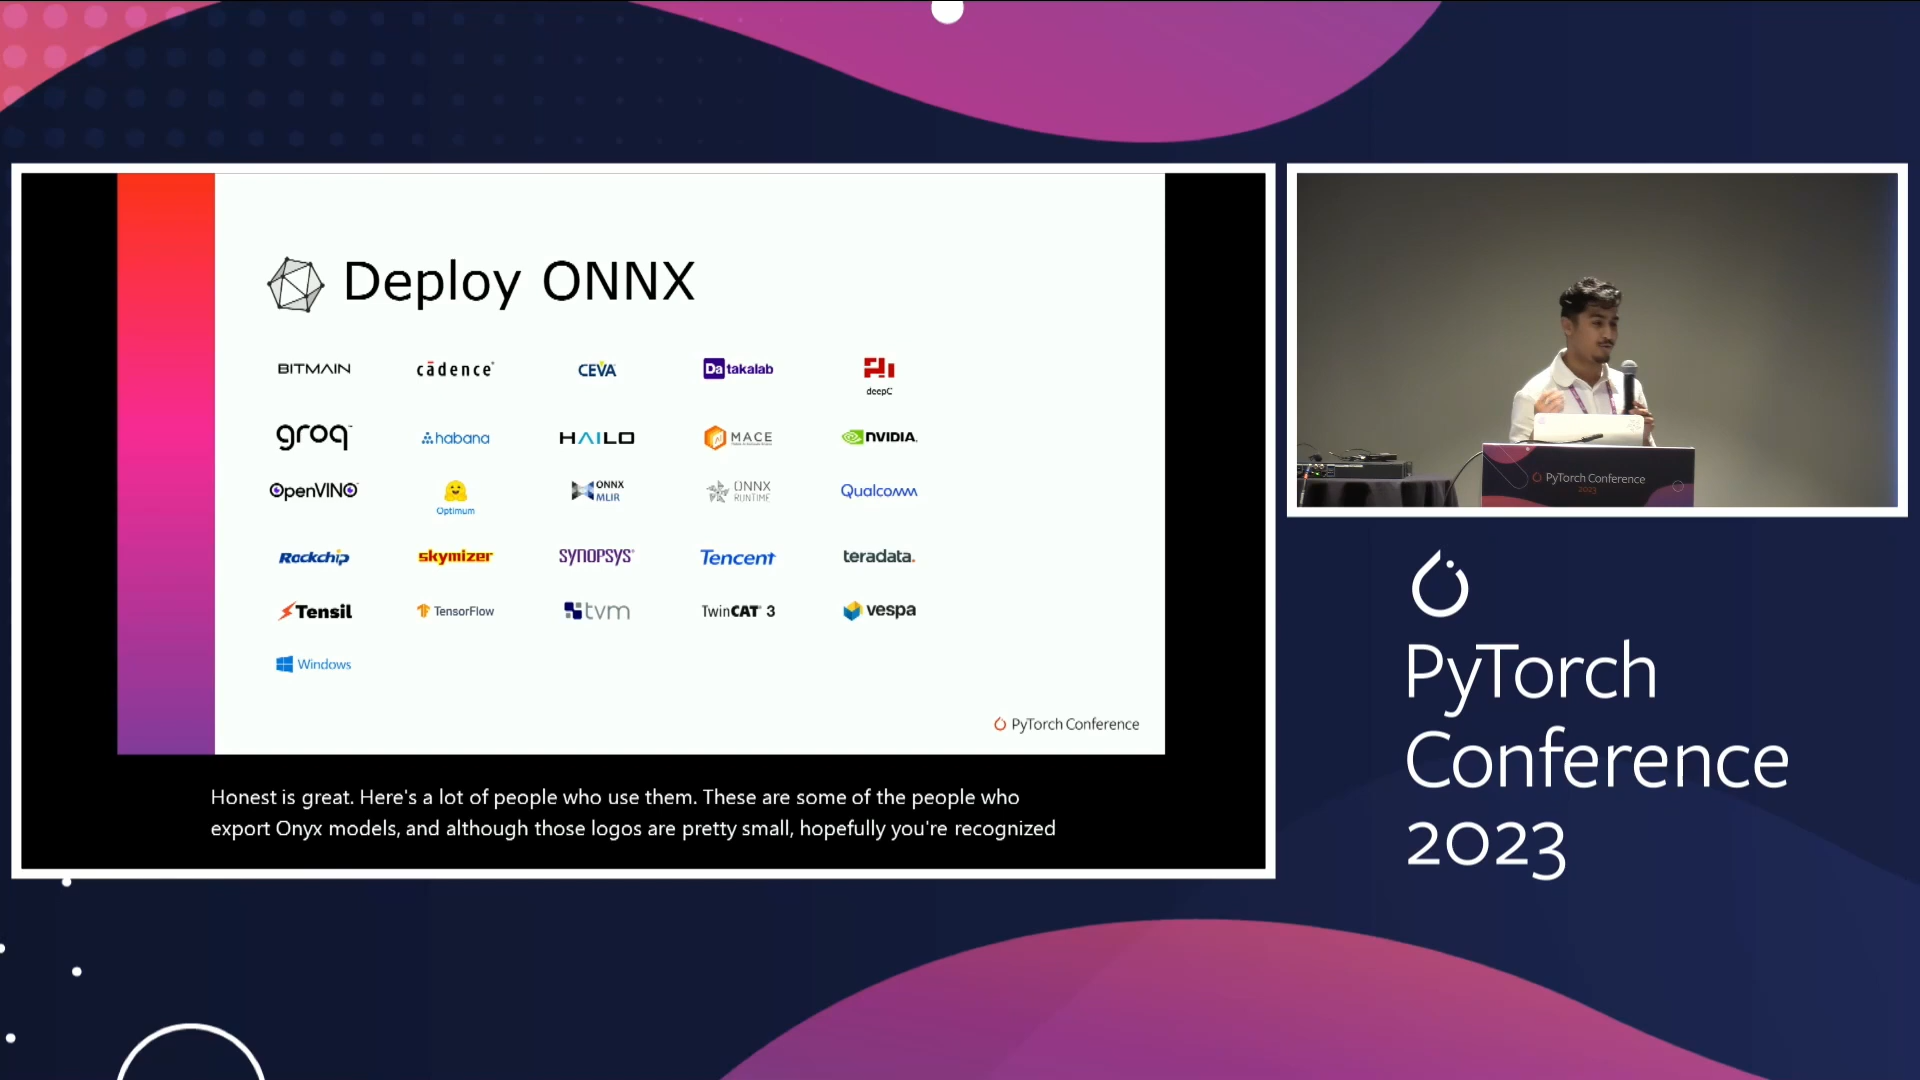 Deploy ONNX
BITMAIN
cādence®
CEVA
Datakalab
deepC
groq™
habana
HAILO
MACE
NVIDIA.
OpenVINO™
Optimum
ONNX
MLIR
ONNX
RUNTIME
Qualcomm
Rockchip
skymizer
SYNOPSYS®
Tencent
teradata.
Tensil
TensorFlow
tvm
TwinCAT® 3
vespa
Windows
PyTorch Conference
Honest is great. Here's a lot of people who use them. These are some of the people who
export Onyx models, and although those logos are pretty small, hopefully you're recognized
PyTorch Conference
2023
PyTorch
Conference
2023